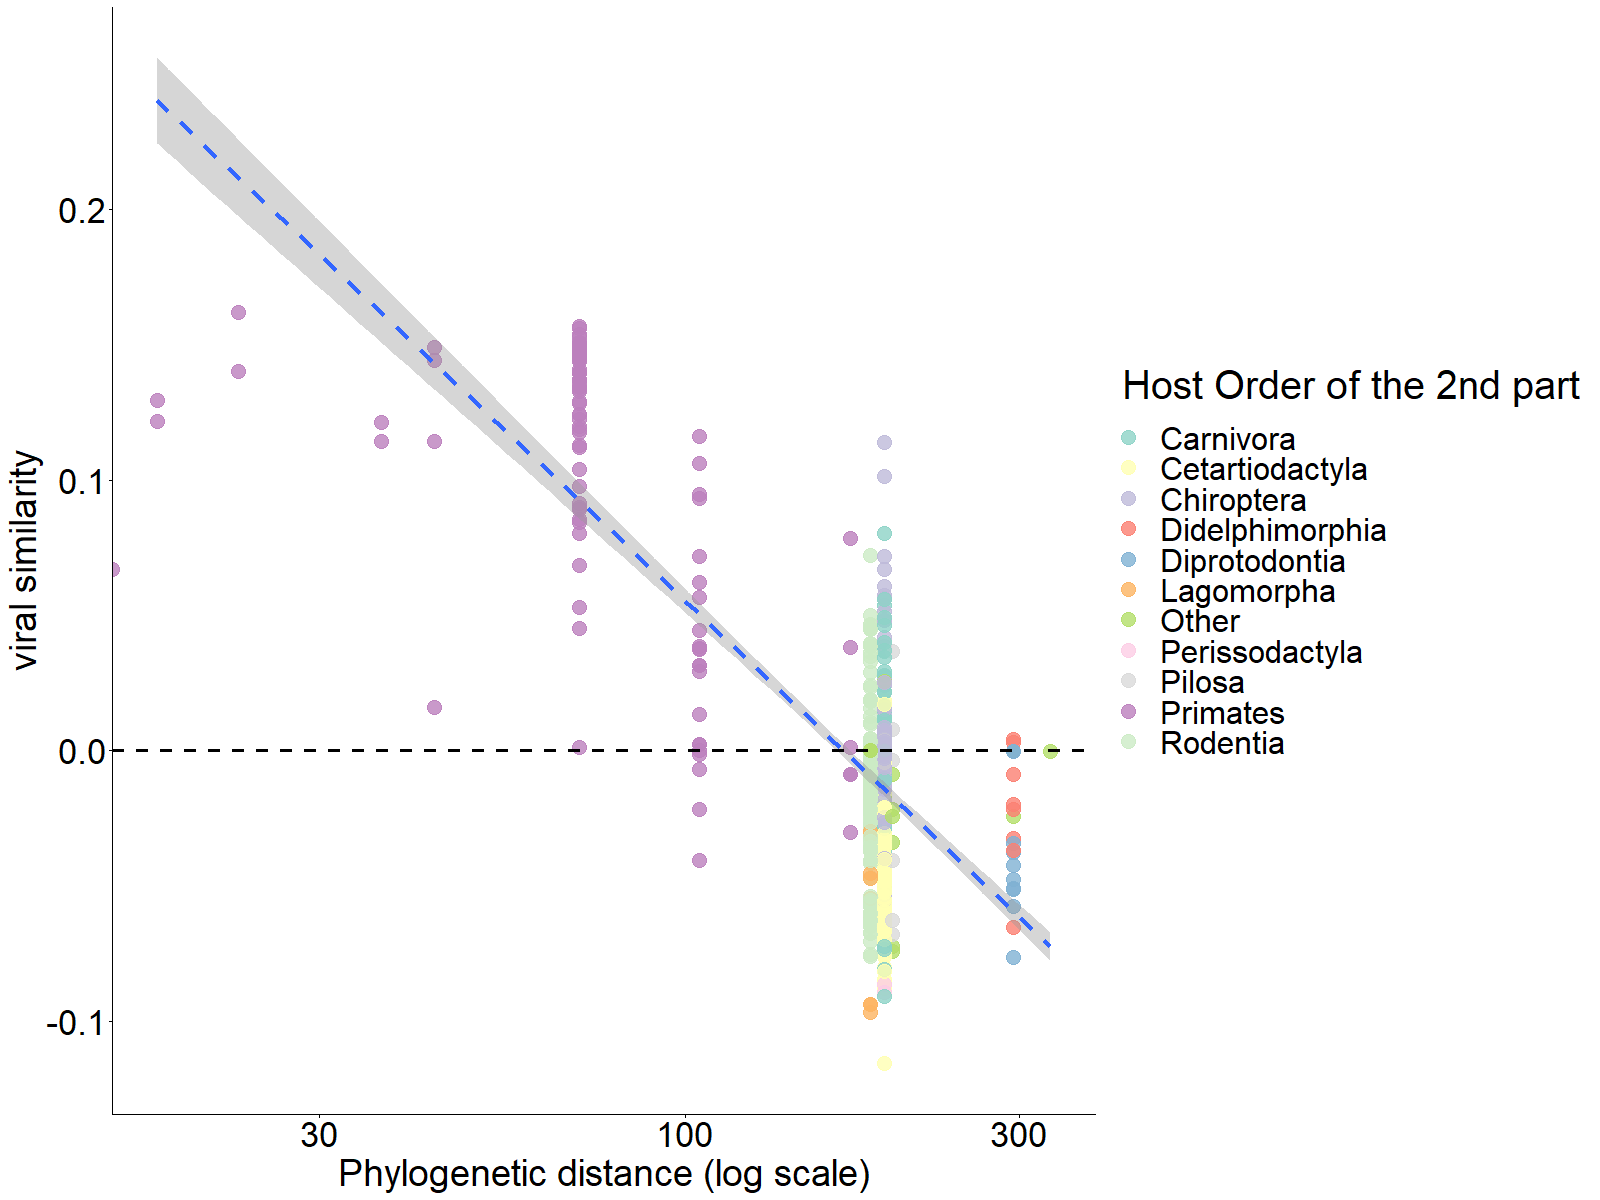 viral similarity
0.2
0.1
0.0
-0.1
30
100
300
Phylogenetic distance (log scale)
Host Order of the 2nd part
Carnivora
Cetartiodactyla
Chiroptera
Didelphimorphia
Diprotodontia
Lagomorpha
Other
Perissodactyla
Pilosa
Primates
Rodentia